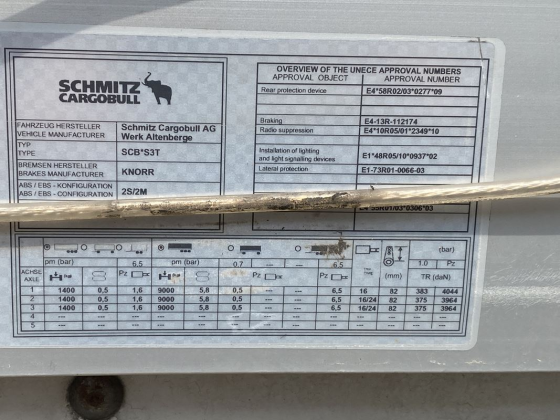 SCHMITZ
CARGOBULL
FAHRZEUG HERSTELLER
VEHICLE MANUFACTURER
Schmitz Cargobull AG
Werk Altenberge
TYP
TYPE
SCB*S3T
BREMSEN HERSTELLER
BRAKES MANUFACTURER
KNORR
ABS / EBS - KONFIGURATION
ABS / EBS - CONFIGURATION
2S/2M
OVERVIEW OF THE UNECE APPROVAL NUMBERS
APPROVAL OBJECT APPROVAL NUMBER
Rear protection device E4*58R02/03*0277*09
Braking E4-13R-112174
Radio suppression E4*10R05/01*2349*10
Installation of lighting
and light signalling devices E1*48R05/10*0937*02
Lateral protection E1-73R01-0066-03
(bar)
pm (bar) 6.5 pm (bar) 0.7 --- --- 6.5 1.0 Pz
ACHSE
AXLE Pz Pz (mm) TR (daN)
1 1400 0,5 1,6 9000 5,8 0,5 --- --- 6,5 16 82 383 4044
2 1400 0,5 1,6 9000 5,8 0,5 --- --- 6,5 16/24 82 375 3964
3 1400 0,5 1,6 9000 5,8 0,5 --- --- 6,5 16/24 82 375 3964
4 --- --- --- --- --- --- --- --- --- --- --- --- ---
5 --- --- --- --- --- --- --- --- --- --- --- --- ---